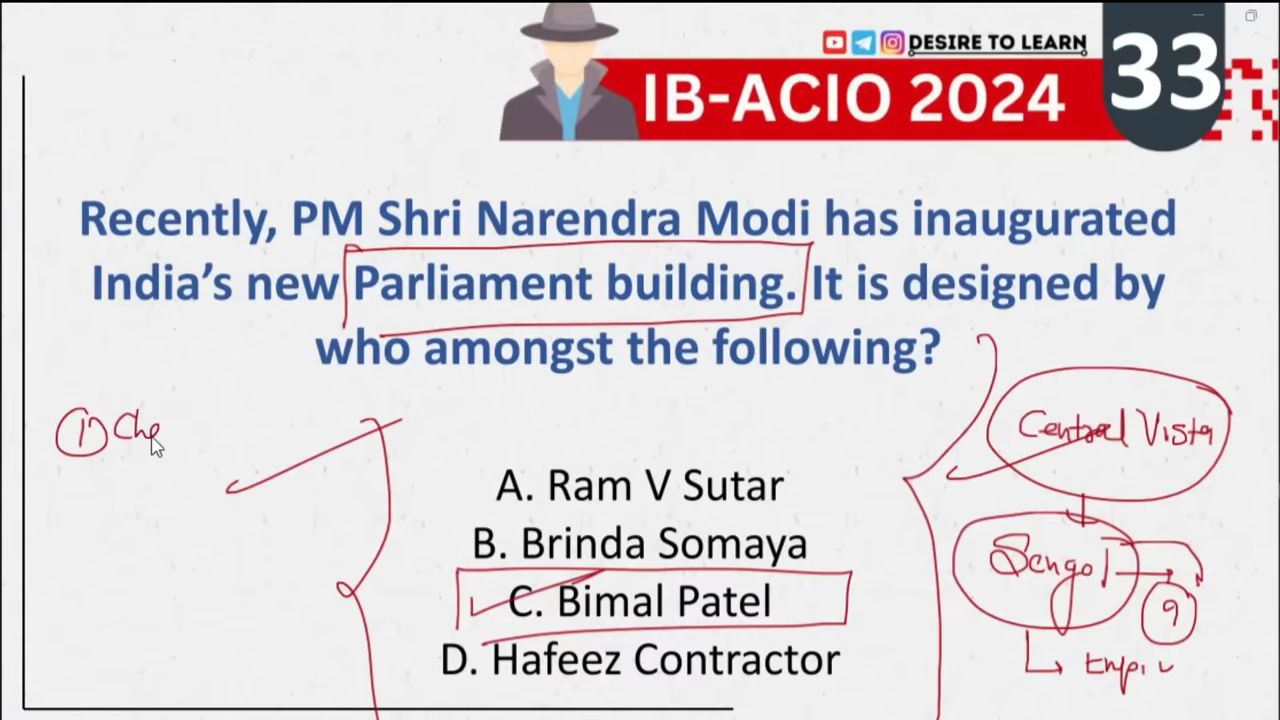 DESIRE TO LEARN
IB-ACIO 2024
33
Recently, PM Shri Narendra Modi has inaugurated
India’s new Parliament building. It is designed by
who amongst the following?
① Che
Central Vista
A. Ram V Sutar
B. Brinda Somaya
Sengol
C. Bimal Patel
9
D. Hafeez Contractor